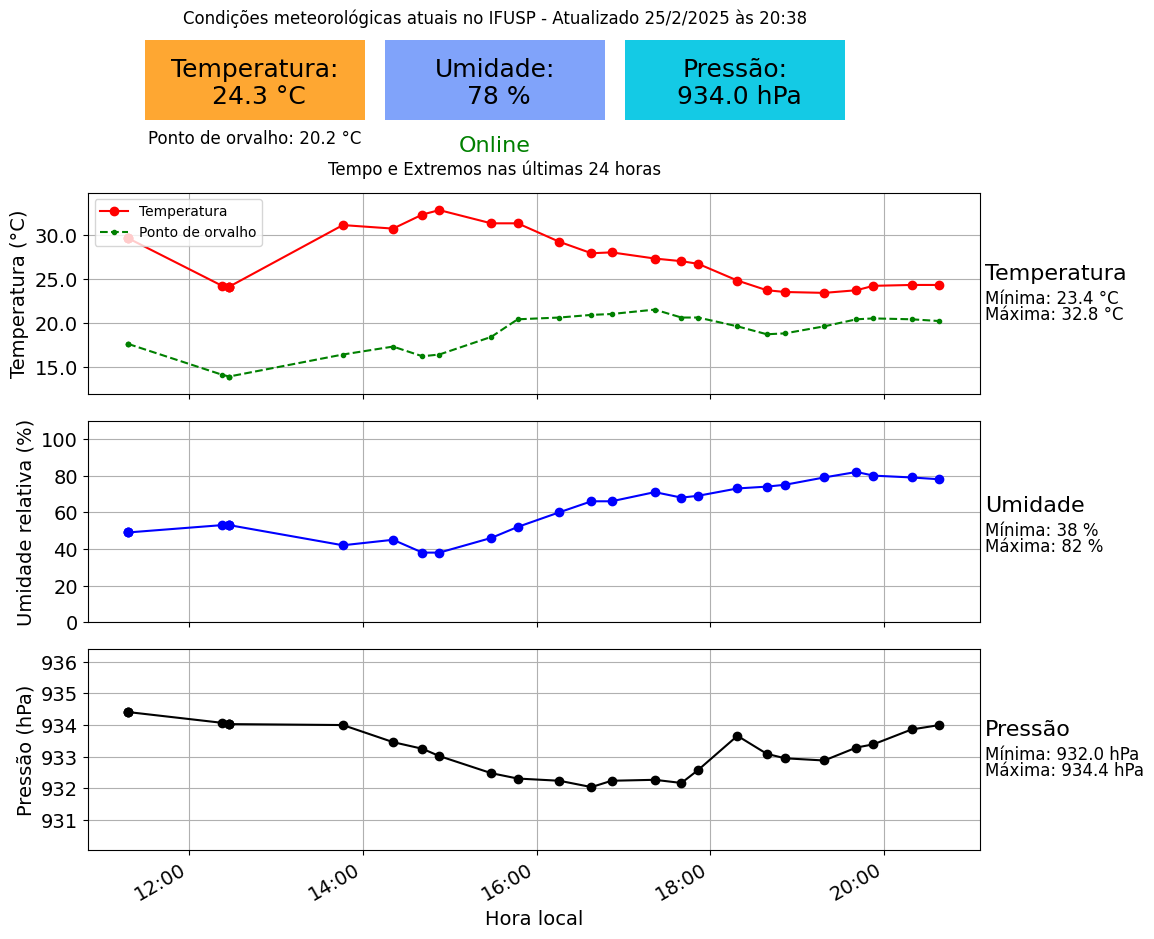 Condições meteorológicas atuais no IFUSP - Atualizado 25/2/2025 às 20:38
Temperatura:
24.3 °C
Umidade:
78 %
Pressão:
934.0 hPa
Ponto de orvalho: 20.2 °C
Online
Tempo e Extremos nas últimas 24 horas
Temperatura (°C)
30.0
25.0
20.0
15.0
Temperatura
Ponto de orvalho
Temperatura
Mínima: 23.4 °C
Máxima: 32.8 °C
Umidade relativa (%)
100
80
60
40
20
0
Umidade
Mínima: 38 %
Máxima: 82 %
Pressão (hPa)
936
935
934
933
932
931
Pressão
Mínima: 932.0 hPa
Máxima: 934.4 hPa
12:00
14:00
16:00
18:00
20:00
Hora local